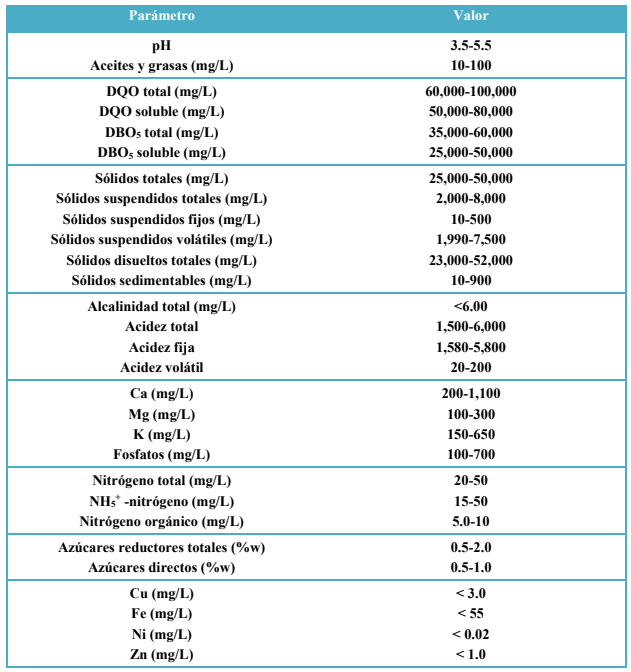 Parámetro Valor
pH 3.5-5.5
Aceites y grasas (mg/L) 10-100
DQO total (mg/L) 60,000-100,000
DQO soluble (mg/L) 50,000-80,000
DBO₅ total (mg/L) 35,000-60,000
DBO₅ soluble (mg/L) 25,000-50,000
Sólidos totales (mg/L) 25,000-50,000
Sólidos suspendidos totales (mg/L) 2,000-8,000
Sólidos suspendidos fijos (mg/L) 10-500
Sólidos suspendidos volátiles (mg/L) 1,990-7,500
Sólidos disueltos totales (mg/L) 23,000-52,000
Sólidos sedimentables (mg/L) 10-900
Alcalinidad total (mg/L) <6.00
Acidez total 1,500-6,000
Acidez fija 1,580-5,800
Acidez volátil 20-200
Ca (mg/L) 200-1,100
Mg (mg/L) 100-300
K (mg/L) 150-650
Fosfatos (mg/L) 100-700
Nitrógeno total (mg/L) 20-50
NH₅⁺ -nitrógeno (mg/L) 15-50
Nitrógeno orgánico (mg/L) 5.0-10
Azúcares reductores totales (%w) 0.5-2.0
Azúcares directos (%w) 0.5-1.0
Cu (mg/L) < 3.0
Fe (mg/L) < 55
Ni (mg/L) < 0.02
Zn (mg/L) < 1.0